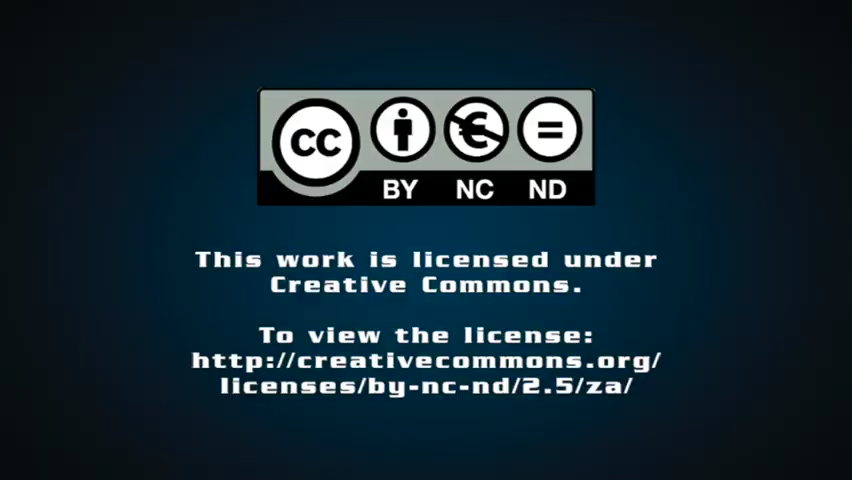 CC
BY NC ND
This work is licensed under
Creative Commons.
To view the license:
http://creativecommons.org/
licenses/by-nc-nd/2.5/za/